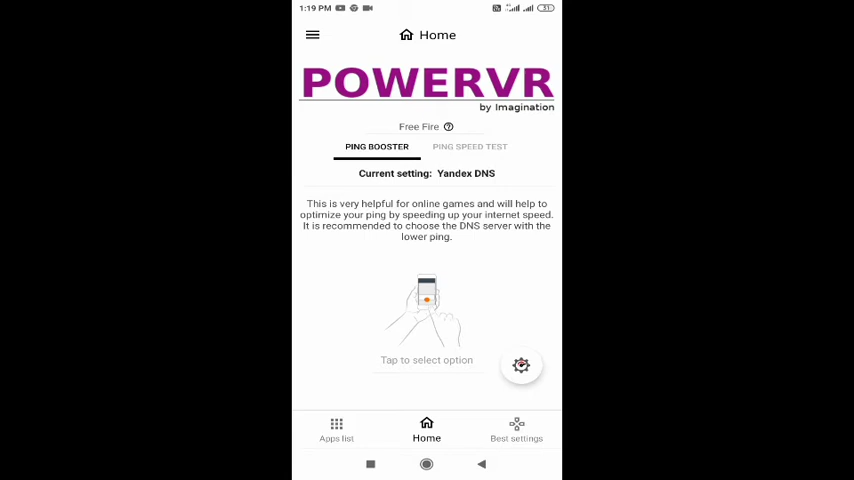 1:19 PM
51
Home
POWERVR
by Imagination
Free Fire
PING BOOSTER PING SPEED TEST
Current setting: Yandex DNS
This is very helpful for online games and will help to
optimize your ping by speeding up your internet speed.
It is recommended to choose the DNS server with the
lower ping.
Tap to select option
Apps list Home Best settings